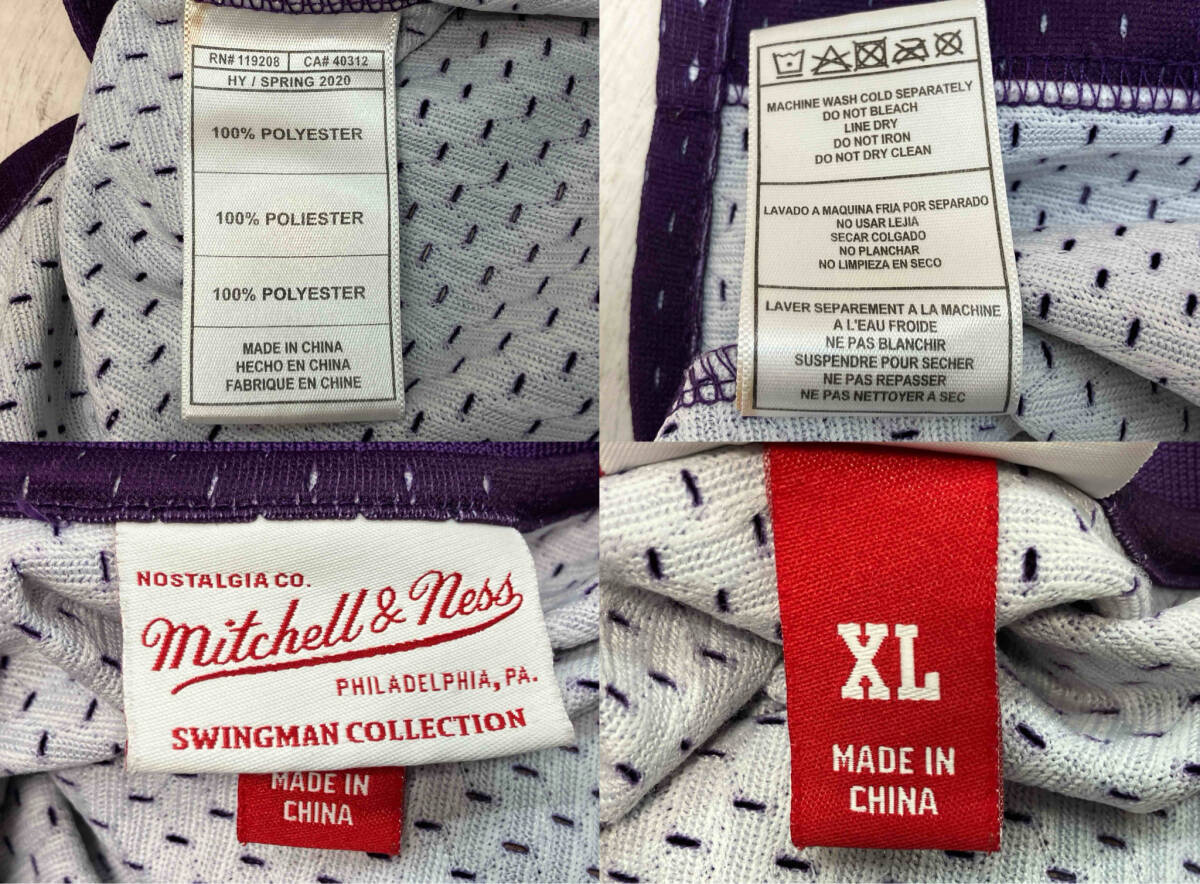 RN# 119208 CA# 40312
HY / SPRING 2020
100% POLYESTER
100% POLIESTER
100% POLYESTER
MADE IN CHINA
HECHO EN CHINA
FABRIQUE EN CHINE
MACHINE WASH COLD SEPARATELY
DO NOT BLEACH
LINE DRY
DO NOT IRON
DO NOT DRY CLEAN
LAVADO A MAQUINA FRIA POR SEPARADO
NO USAR LEJIA
SECAR COLGADO
NO PLANCHAR
NO LIMPIEZA EN SECO
LAVER SEPAREMENT A LA MACHINE
A L'EAU FROIDE
NE PAS BLANCHIR
SUSPENDRE POUR SECHER
NE PAS REPASSER
NE PAS NETTOYER A SEC
NOSTALGIA CO.
Mitchell & Ness
PHILADELPHIA, PA.
SWINGMAN COLLECTION
MADE IN
CHINA
XL
MADE IN
CHINA